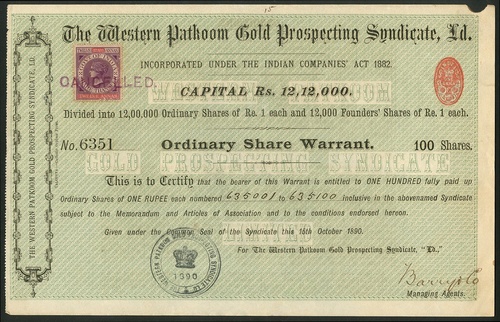 15
The Western Patkoom Gold Prospecting Syndicate, Ld.
INCORPORATED UNDER THE INDIAN COMPANIES' ACT 1882.
CANCELLED.
CAPITAL Rs. 12,12,000.
Divided into 12,00,000 Ordinary Shares of Re. 1 each and 12,000 Founders' Shares of Re. 1 each.
No. 6351 Ordinary Share Warrant. 100 Shares.
GOLD PROSPECTING SYNDICATE
This is to Certify that the bearer of this Warrant is entitled to ONE HUNDRED fully paid up
Ordinary Shares of ONE RUPEE each numbered 635001 to 635100 inclusive in the abovenamed Syndicate
subject to the Memorandum and Articles of Association and to the conditions endorsed hereon.
LIMITED
Given under the Common Seal of the Syndicate this 16th October 1890.
For The Western Patkoom Gold Prospecting Syndicate, "Ld."
1890
Barry & Co
Managing Agents.
THE WESTERN PATKOOM GOLD PROSPECTING SYNDICATE, LD.